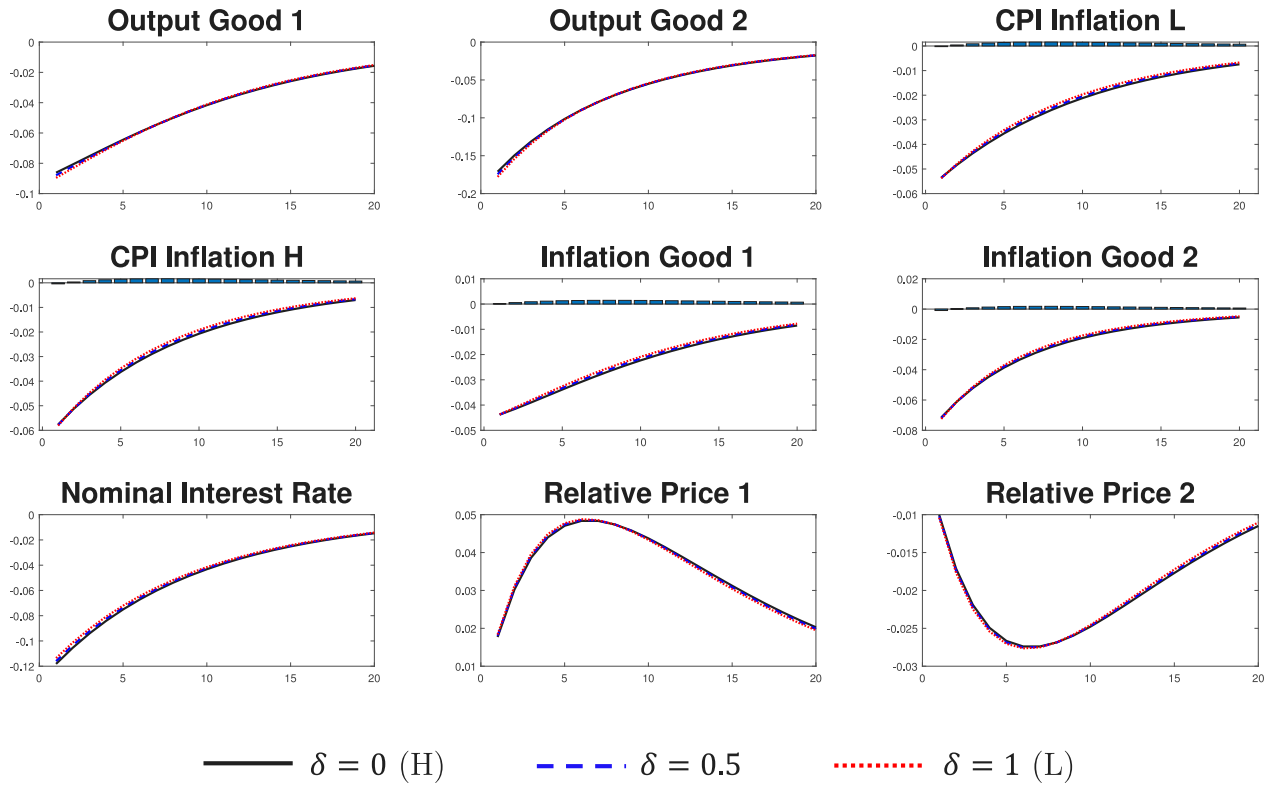 Output Good 1
Output Good 2
CPI Inflation L
0
-0.02
-0.04
-0.06
-0.08
-0.1
0 5 10 15 20
0
-0.05
-0.1
-0.15
-0.2
0 5 10 15 20
0
-0.01
-0.02
-0.03
-0.04
-0.05
-0.06
0 5 10 15 20
CPI Inflation H
Inflation Good 1
Inflation Good 2
0
-0.01
-0.02
-0.03
-0.04
-0.05
-0.06
0 5 10 15 20
0.01
0
-0.01
-0.02
-0.03
-0.04
-0.05
0 5 10 15 20
0.02
0
-0.02
-0.04
-0.06
-0.08
0 5 10 15 20
Nominal Interest Rate
Relative Price 1
Relative Price 2
0
-0.02
-0.04
-0.06
-0.08
-0.1
-0.12
0 5 10 15 20
0.05
0.04
0.03
0.02
0.01
0 5 10 15 20
-0.01
-0.015
-0.02
-0.025
-0.03
0 5 10 15 20
δ = 0 (H) δ = 0.5 δ = 1 (L)